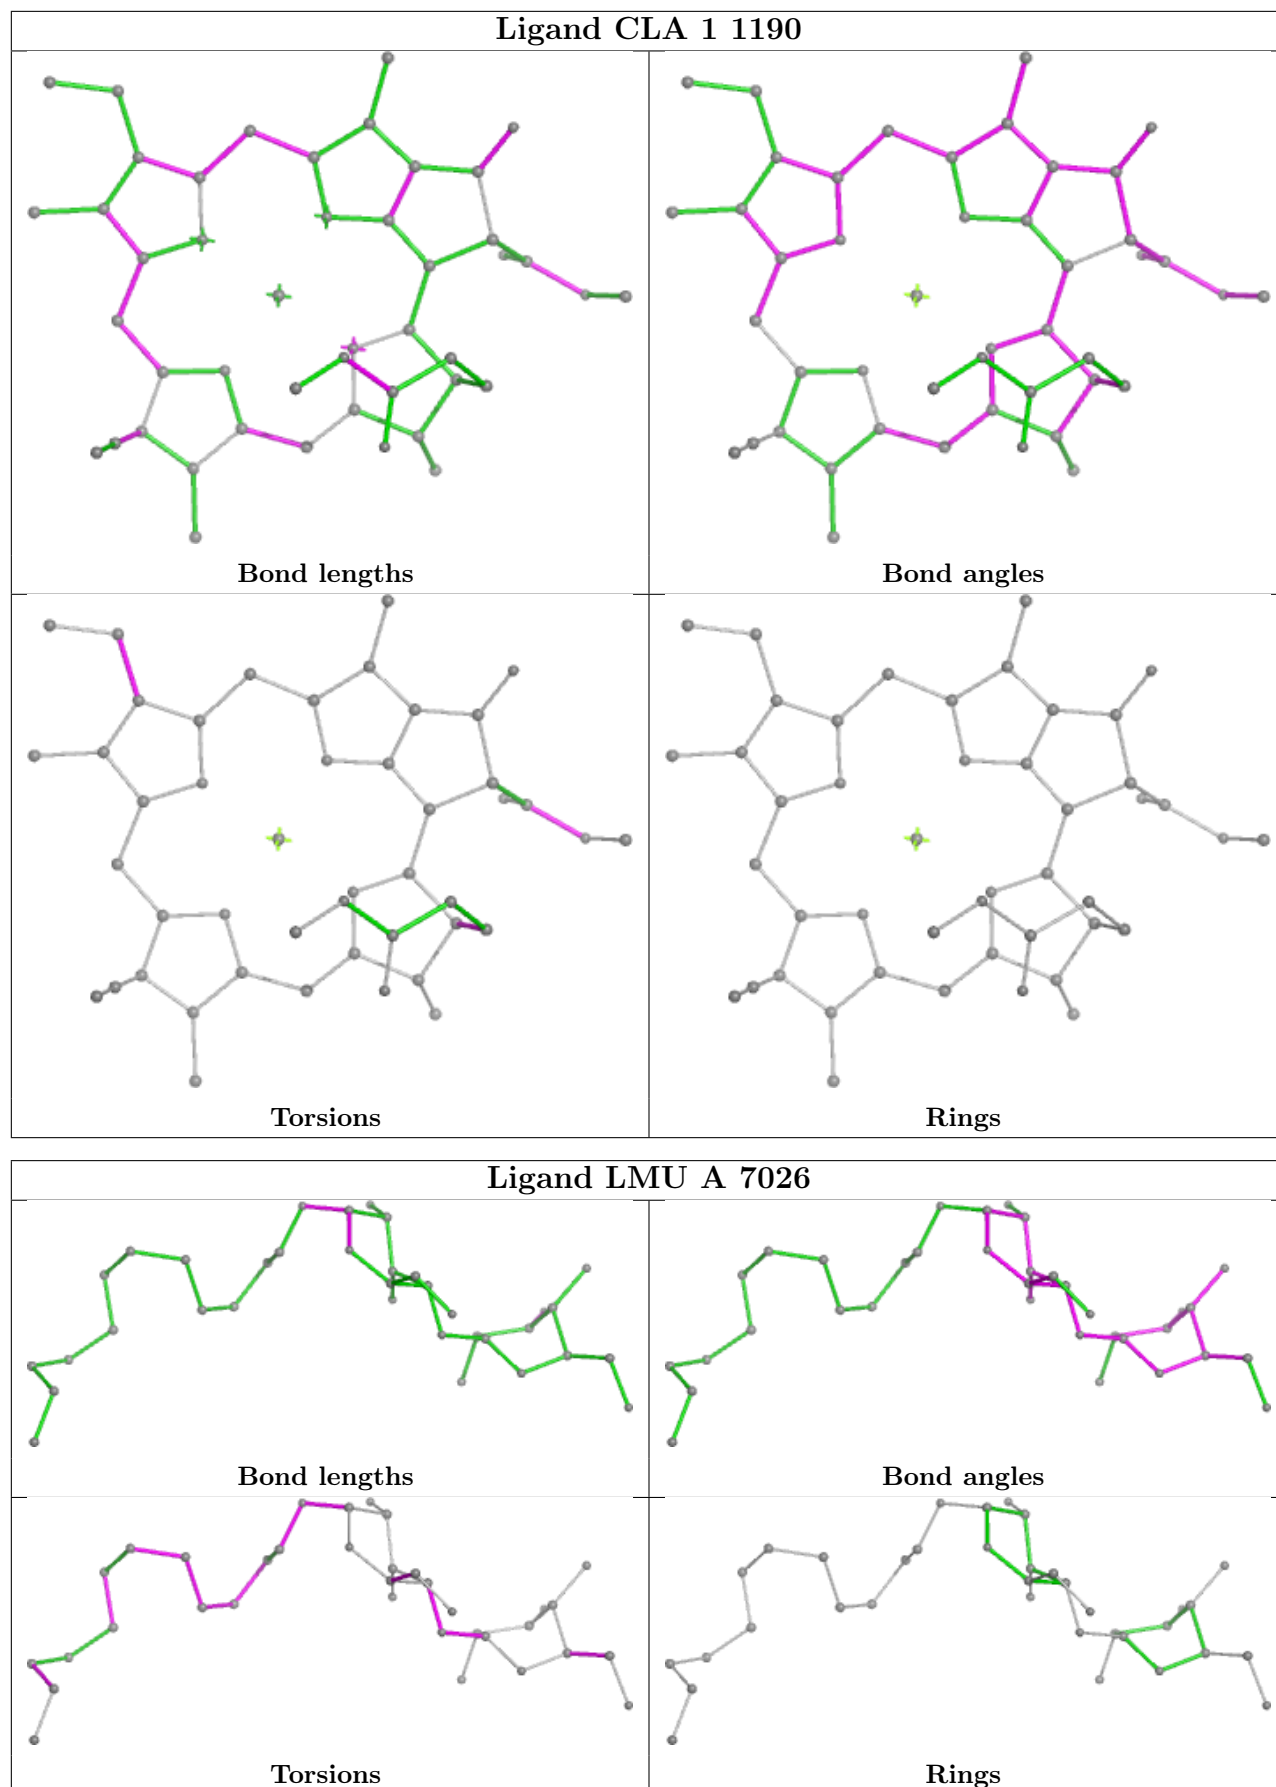 Ligand CLA 1 1190
Bond lengths
Bond angles
Torsions
Rings
Ligand LMU A 7026
Bond lengths
Bond angles
Torsions
Rings